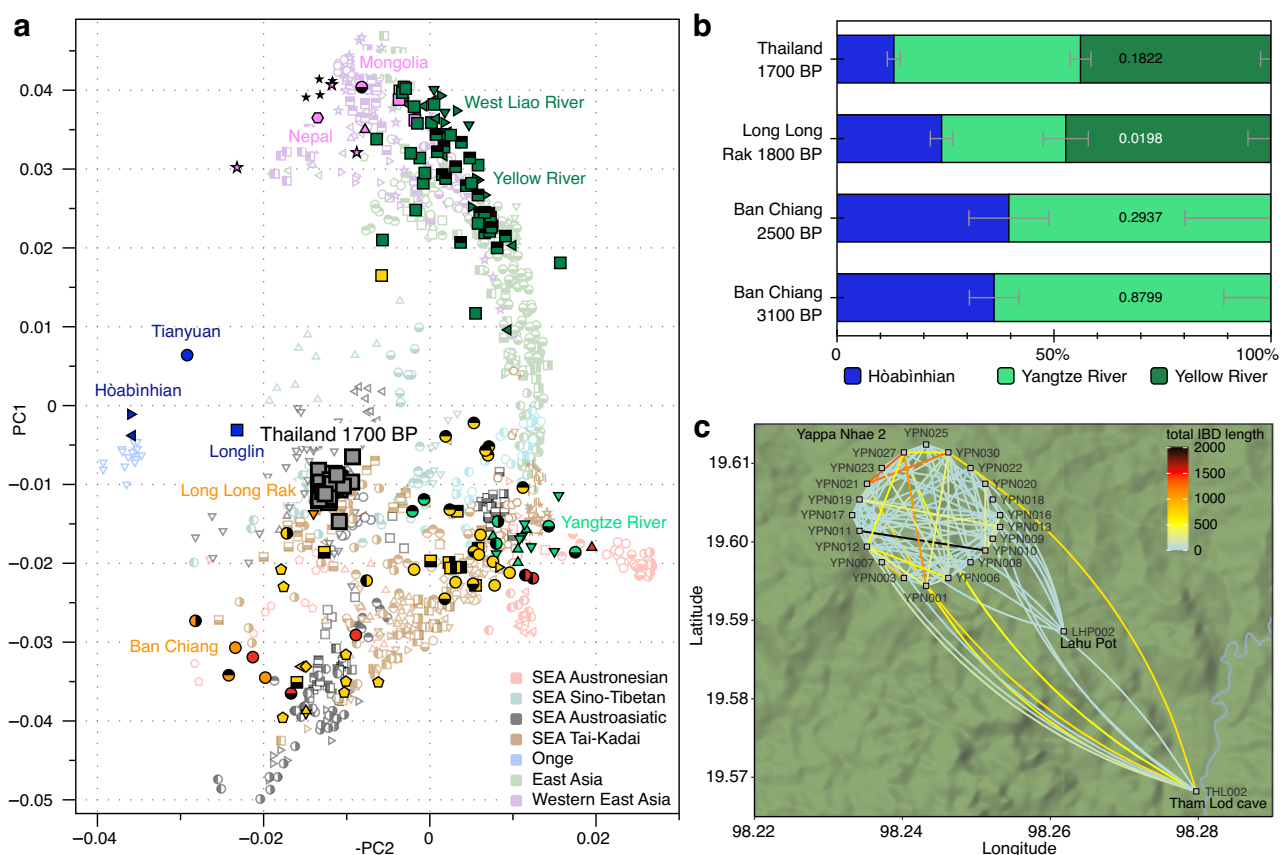 a
PC1
0.04
0.03
0.02
0.01
0
−0.01
−0.02
−0.03
−0.04
−0.05
−0.04
−0.02
0
0.02
-PC2
Mongolia
West Liao River
Nepal
Yellow River
Tianyuan
Hòabìnhian
Longlin
Thailand 1700 BP
Long Long Rak
Yangtze River
Ban Chiang
SEA Austronesian
SEA Sino-Tibetan
SEA Austroasiatic
SEA Tai-Kadai
Onge
East Asia
Western East Asia
b
Thailand
1700 BP
0.1822
Long Long
Rak 1800 BP
0.0198
Ban Chiang
2500 BP
0.2937
Ban Chiang
3100 BP
0.8799
0
50%
100%
Hòabìnhian
Yangtze River
Yellow River
c
Yappa Nhae 2
total IBD length
2000
1500
1000
500
0
YPN025
YPN027
YPN030
YPN023
YPN022
YPN021
YPN020
YPN019
YPN018
YPN017
YPN016
YPN011
YPN013
YPN009
YPN012
YPN010
YPN007
YPN008
YPN003
YPN006
YPN001
LHP002
Lahu Pot
THL002
Tham Lod cave
Latitude
19.61
19.60
19.59
19.58
19.57
98.22
98.24
98.26
98.28
Longitude